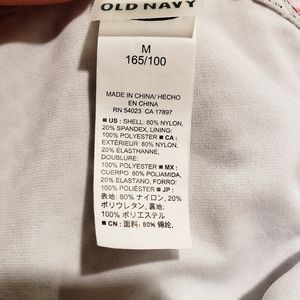 OLD NAVY
M
165/100
MADE IN CHINA/ HECHO
EN CHINA
RN 54023 CA 17897
■ US : SHELL: 80% NYLON,
20% SPANDEX, LINING:
100% POLYESTER ■ CA :
EXTÉRIEUR: 80% NYLON,
20% ÉLASTHANNE,
DOUBLURE:
100% POLYESTER ■ MX :
CUERPO: 80% POLIAMIDA,
20% ELASTANO, FORRO:
100% POLIÉSTER ■ JP :
表地: 80% ナイロン, 20%
ポリウレタン, 裏地:
100% ポリエステル
■ CN : 面料: 80% 锦纶,